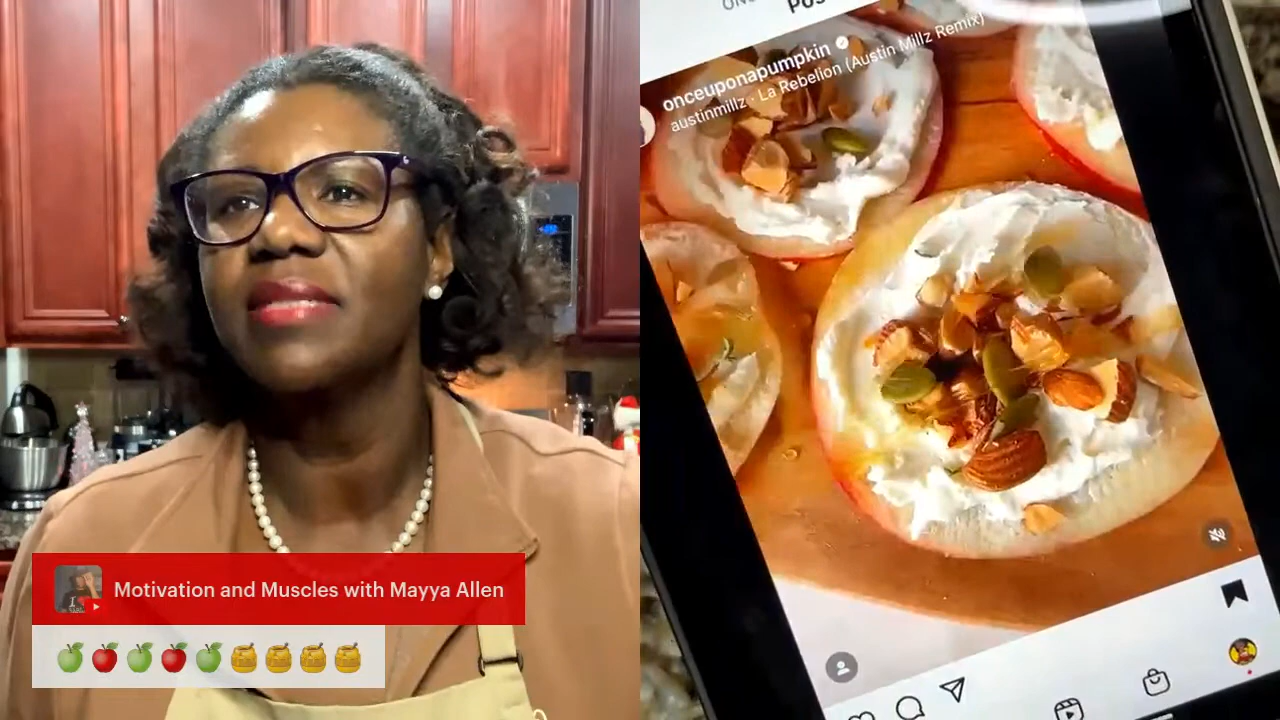 onceuponapumpkin
austinmillz · La Rebelion (Austin Millz Remix)
Motivation and Muscles with Mayya Allen
🍏🍎🍏🍎🍏🍯🍯🍯🍯